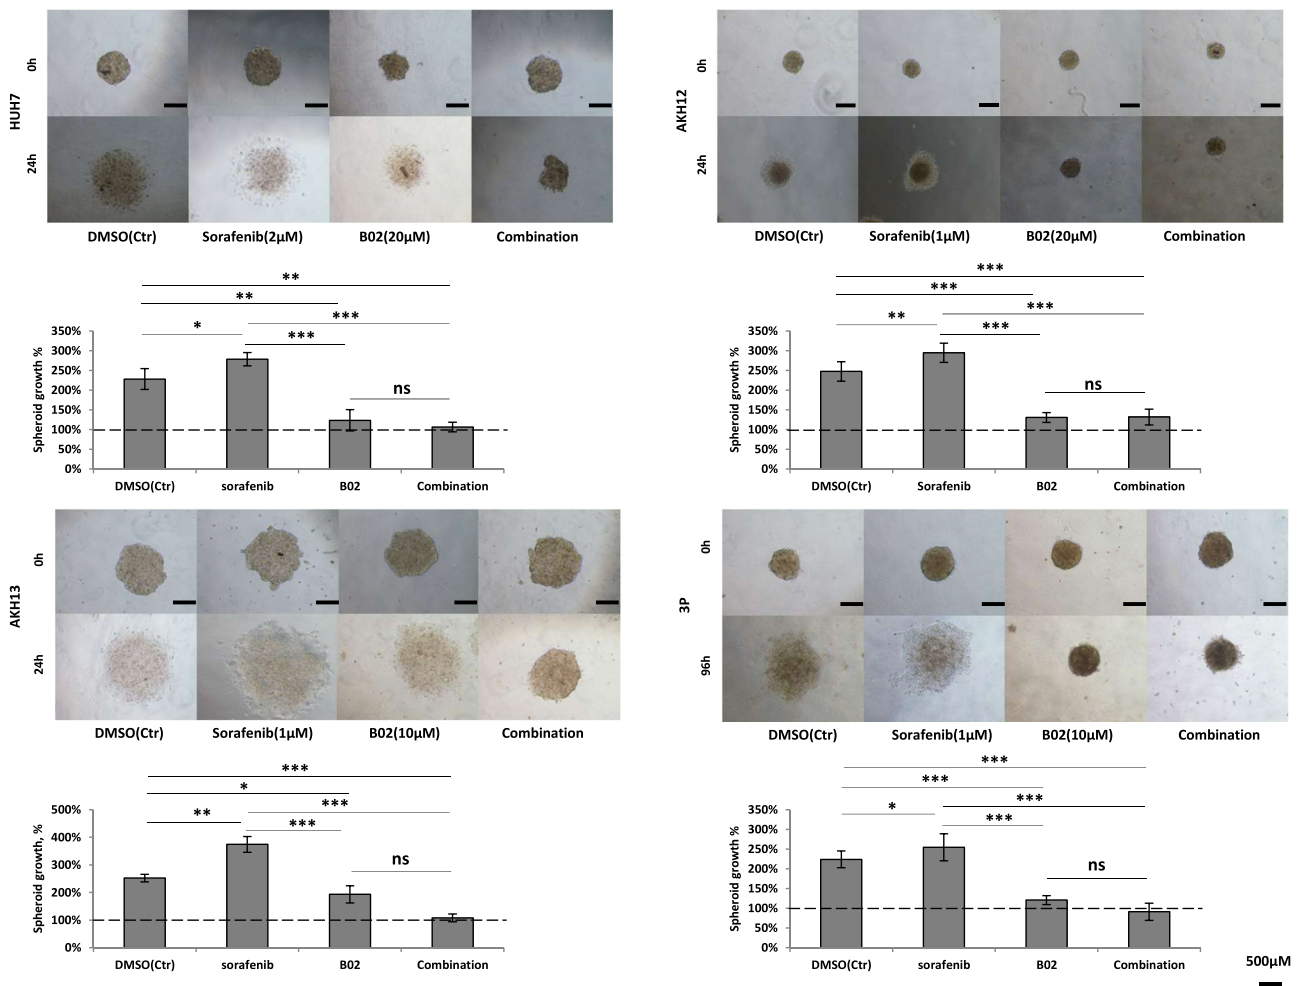 HUH7
0h
24h
DMSO(Ctr) Sorafenib(2µM) B02(20µM) Combination
**
**
* ***
***
ns
Spheroid growth %
350%
300%
250%
200%
150%
100%
50%
0%
DMSO(Ctr) sorafenib B02 Combination
AKH12
0h
24h
DMSO(Ctr) Sorafenib(1µM) B02(20µM) Combination
***
***
** ***
***
ns
Spheroid growth %
350%
300%
250%
200%
150%
100%
50%
0%
DMSO(Ctr) Sorafenib B02 Combination
AKH13
0h
24h
DMSO(Ctr) Sorafenib(1µM) B02(10µM) Combination
***
*
** ***
***
ns
Spheroid growth, %
500%
400%
300%
200%
100%
0%
DMSO(Ctr) sorafenib B02 Combination
3P
0h
96h
DMSO(Ctr) Sorafenib(1µM) B02(10µM) Combination
***
***
* ***
***
ns
Spheroid growth %
350%
300%
250%
200%
150%
100%
50%
0%
DMSO(Ctr) sorafenib B02 Combination
500µM